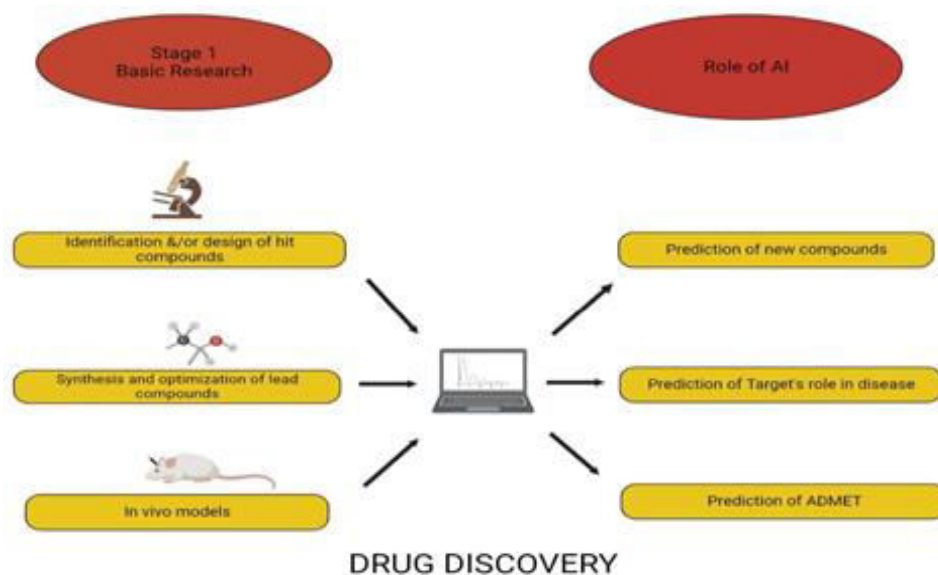 Stage 1
Basic Research
Role of AI
Identification &/or design of hit
compounds
Prediction of new compounds
Synthesis and optimization of lead
compounds
Prediction of Target's role in disease
In vivo models
Prediction of ADMET
DRUG DISCOVERY